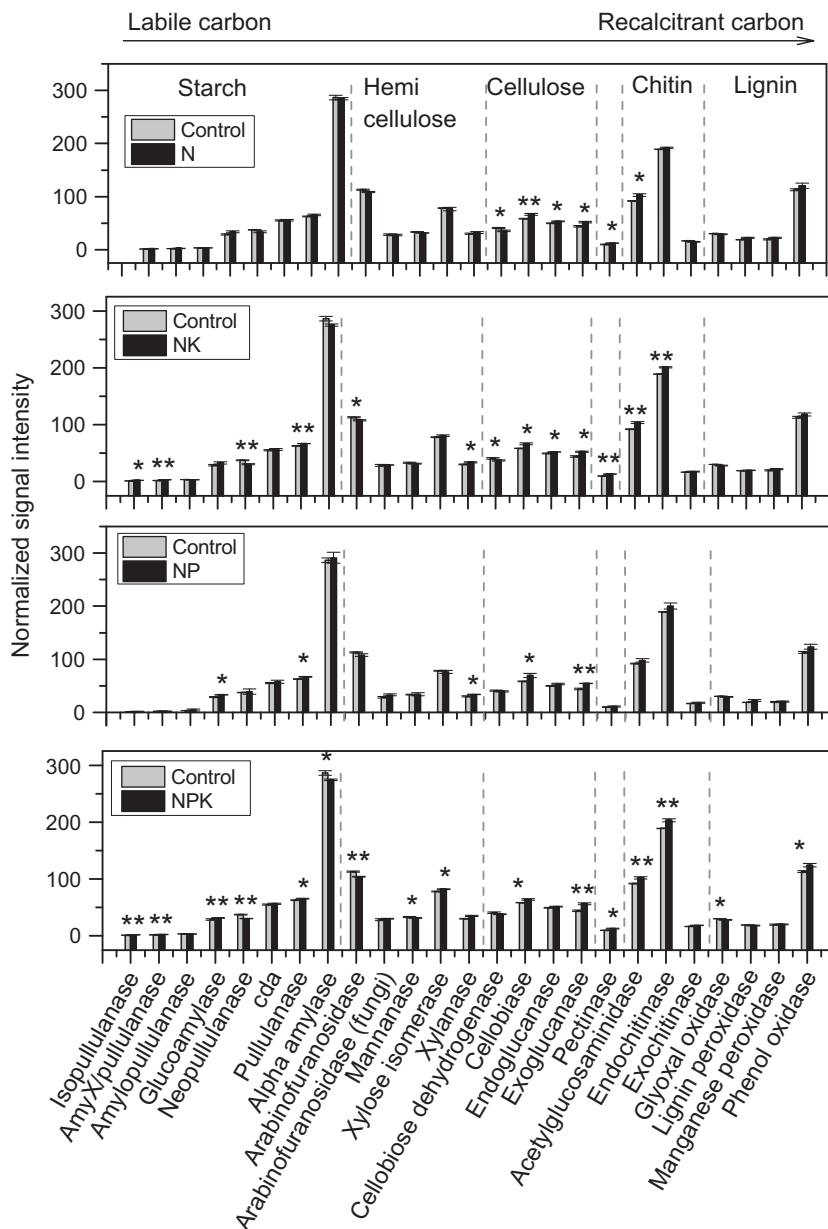 Labile carbon Recalcitrant carbon
Normalized signal intensity
300
200
100
0
Starch Hemi cellulose Cellulose Chitin Lignin
Control
N
* ** * * * *
300
200
100
0
Control
NK
* ** ** ** * * * * * * ** ** **
300
200
100
0
Control
NP
* * * * **
300
200
100
0
Control
NPK
** ** ** ** * * ** * * * ** * ** ** * *
Isopullulanase
AmyX/pullulanase
Amylopullulanase
Glucoamylase
Neopullulanase
cda
Pullulanase
Alpha amylase
Arabinofuranosidase
Arabinofuranosidase (fungi)
Mannanase
Xylose isomerase
Xylanase
Cellobiose dehydrogenase
Cellobiase
Endoglucanase
Exoglucanase
Pectinase
Acetylglucosaminidase
Endochitinase
Exochitinase
Glyoxal oxidase
Lignin peroxidase
Manganese peroxidase
Phenol oxidase